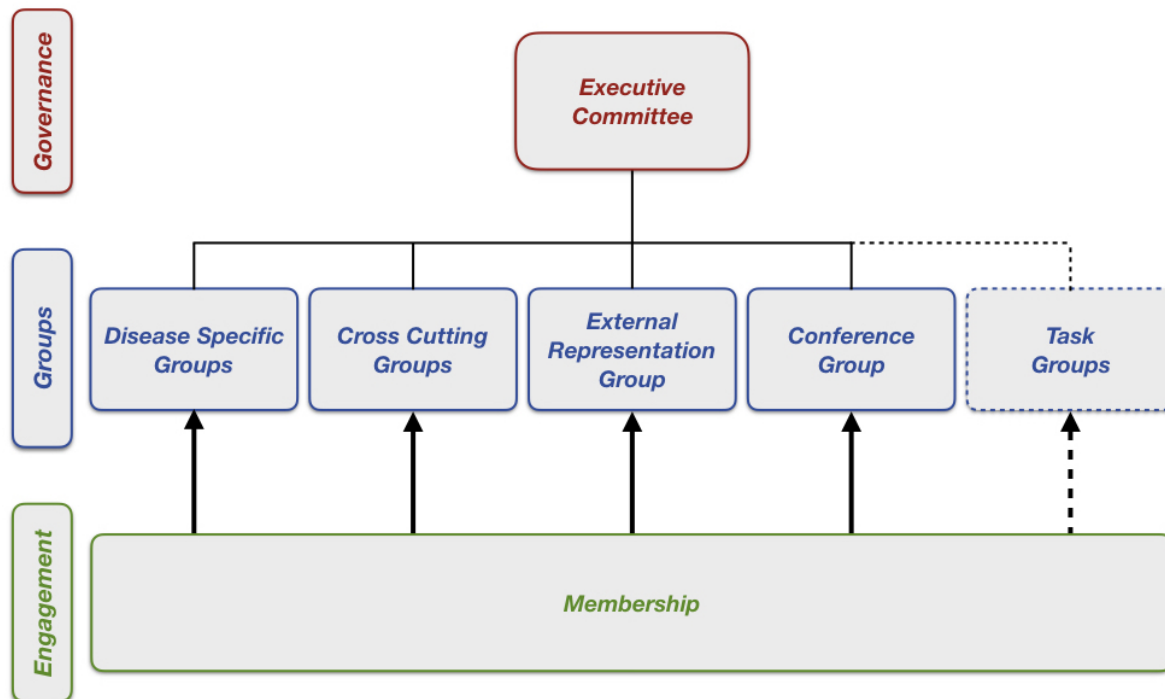 Governance
Executive
Committee
Groups
Disease Specific
Groups
Cross Cutting
Groups
External
Representation
Group
Conference
Group
Task
Groups
Engagement
Membership